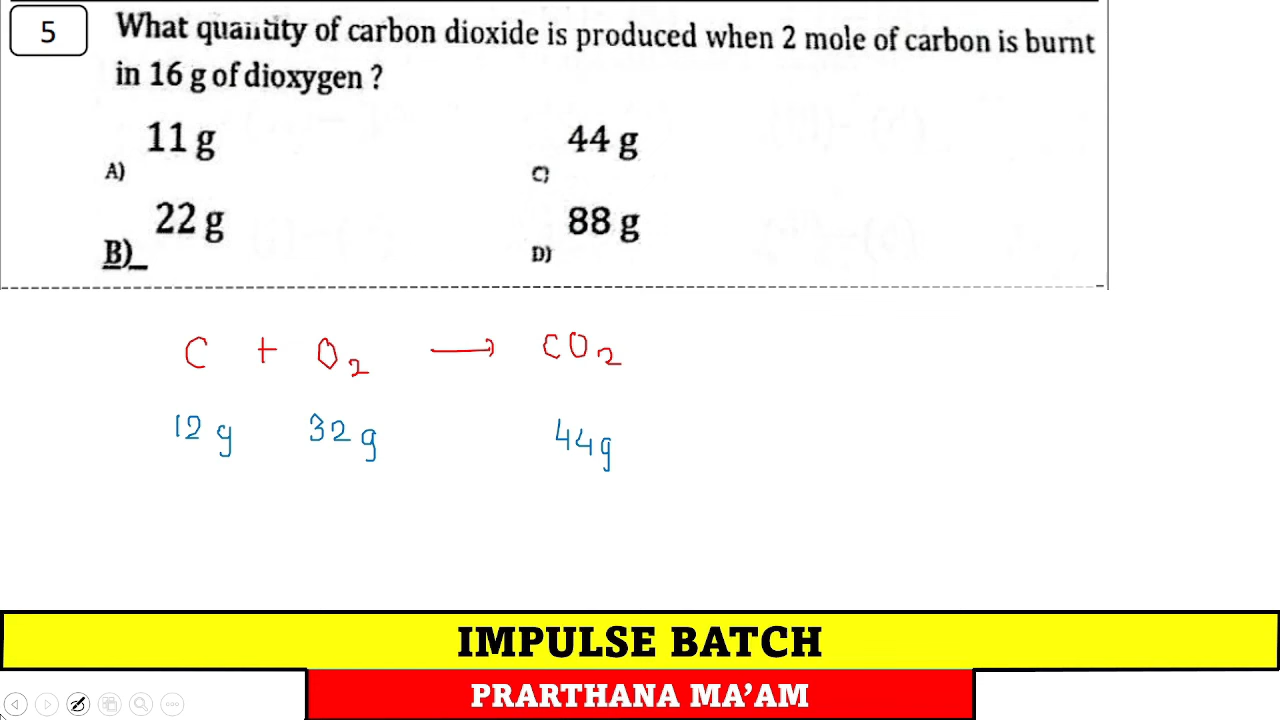 5
What quantity of carbon dioxide is produced when 2 mole of carbon is burnt
in 16 g of dioxygen ?
A) 11 g
C) 44 g
B) 22 g
D) 88 g
C + O₂ → CO₂
12 g 32 g 44 g
IMPULSE BATCH
PRARTHANA MA’AM